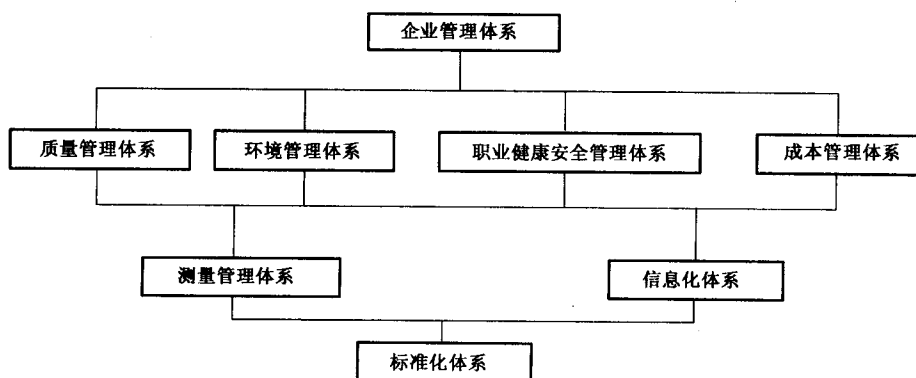 企业管理体系
质量管理体系
环境管理体系
职业健康安全管理体系
成本管理体系
测量管理体系
信息化体系
标准化体系